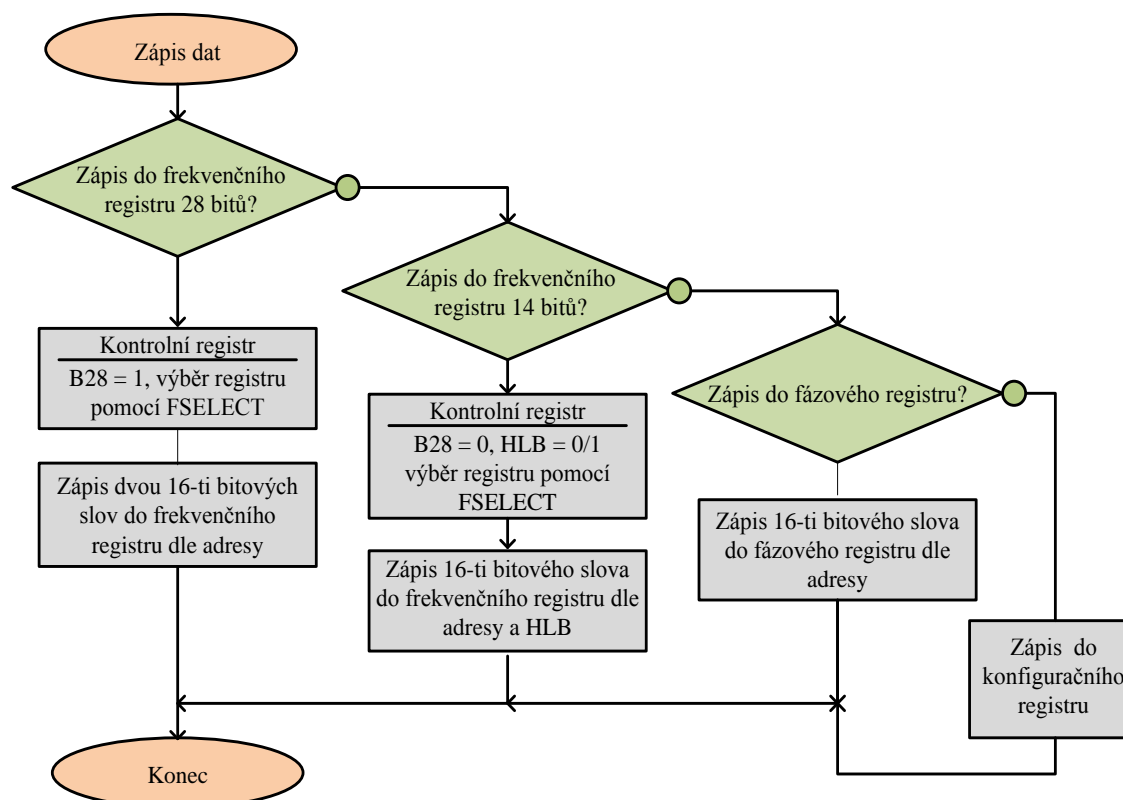 Zápis dat
Zápis do frekvenčního
registru 28 bitů?
Zápis do frekvenčního
registru 14 bitů?
Kontrolní registr
B28 = 1, výběr registru
pomocí FSELECT
Zápis do fázového registru?
Kontrolní registr
B28 = 0, HLB = 0/1
výběr registru pomocí
FSELECT
Zápis dvou 16-ti bitových
slov do frekvenčního
registru dle adresy
Zápis 16-ti bitového slova
do fázového registru dle
adresy
Zápis 16-ti bitového slova
do frekvenčního registru dle
adresy a HLB
Zápis do
konfiguračního
registru
Konec